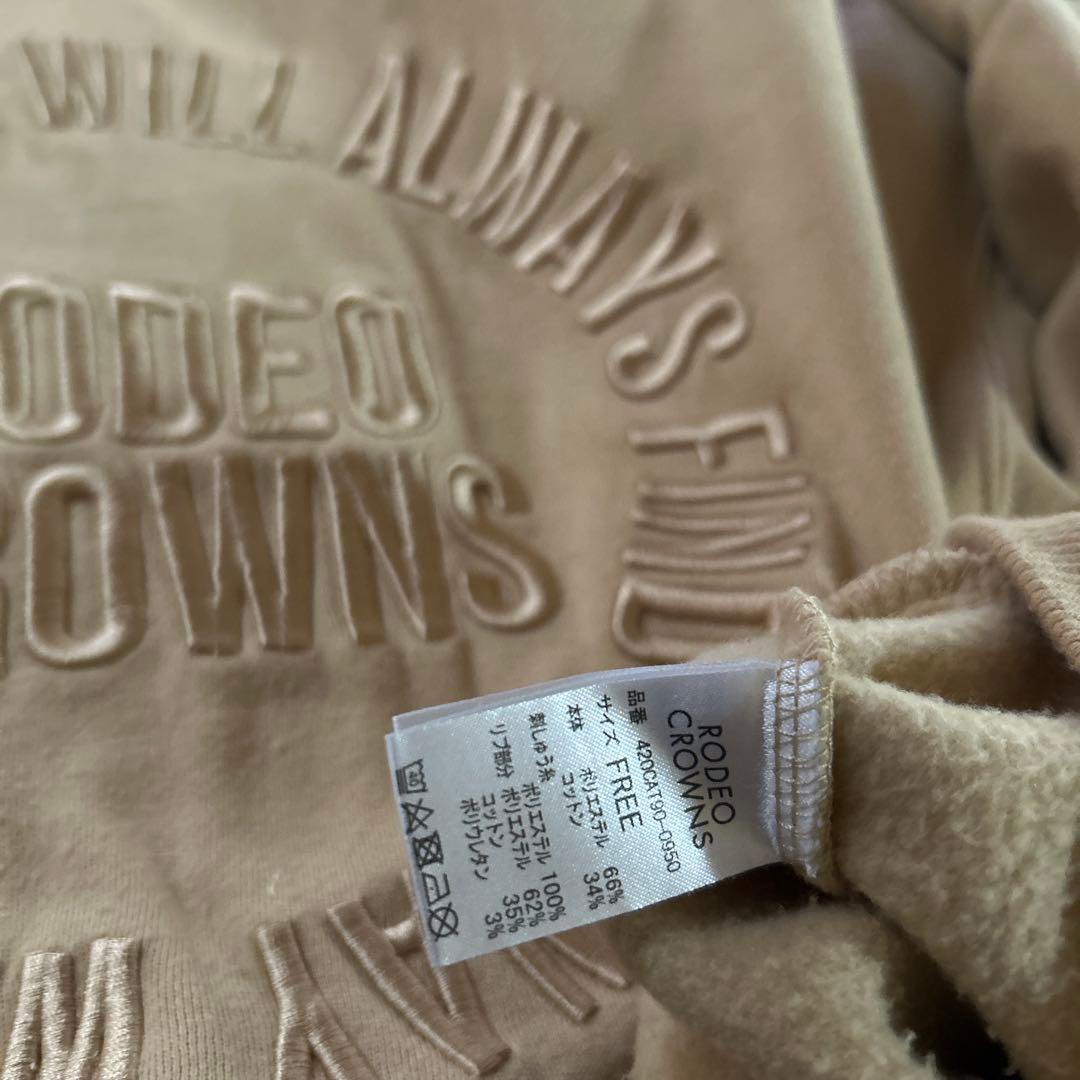 WILL ALWAYS FIND
RODEO
CROWNS
RODEO
CROWNS
品番 420CAT90-0950
サイズ FREE
本体 ポリエステル 66%
コットン 34%
刺しゅう糸 ポリエステル 100%
リブ部分 ポリエステル 62%
コットン 35%
ポリウレタン 3%
40